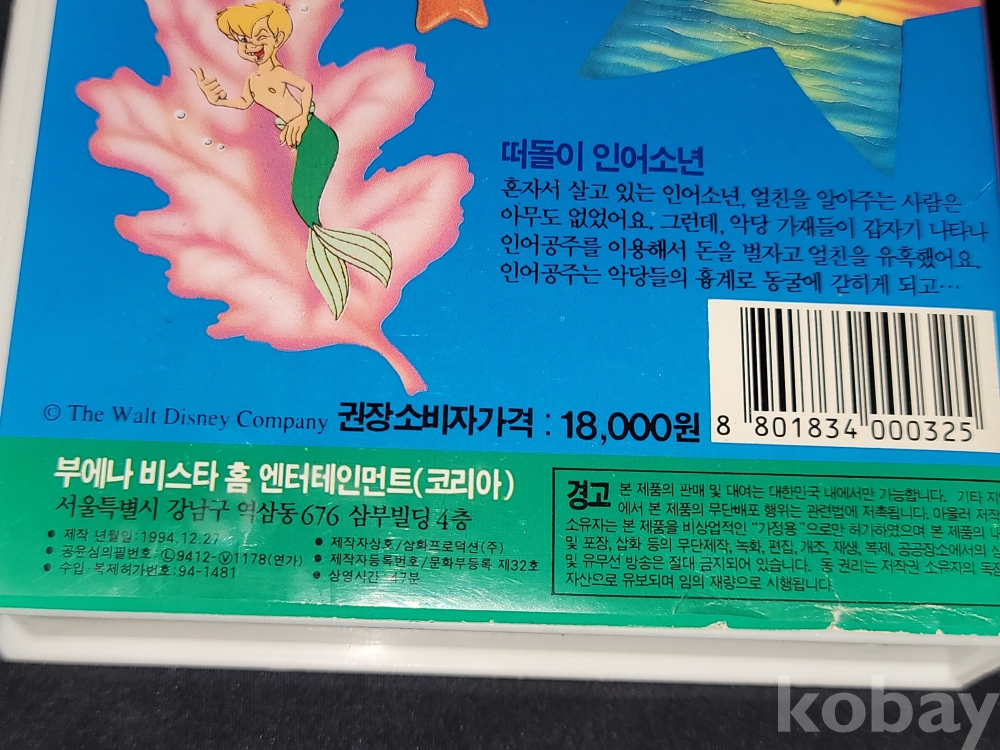 떠돌이 인어소년
혼자서 살고 있는 인어소년, 얼친을 알아주는 사람은
아무도 없었어요. 그런데, 악당 가재들이 갑자기 나타나
인어공주를 이용해서 돈을 벌자고 얼친을 유혹했어요.
인어공주는 악당들의 흉계로 동굴에 갇히게 되고…
8 801834 000325
© The Walt Disney Company 권장소비자가격 : 18,000원
부에나 비스타 홈 엔터테인먼트(코리아)
서울특별시 강남구 역삼동 676 삼부빌딩 4층
● 제작 년월일 : 1994.12.27
● 공윤심의필번호: Ⓛ9412-Ⓥ1178(연가)
● 수입·복제허가번호: 94-1481
● 제작자상호/삼화프로덕션(주)
● 제작자등록번호/문화부등록 제32호
● 상영시간 47분
경고 본 제품의 판매 및 대여는 대한민국 내에서만 가능합니다. 기타 지
에서 본 제품의 무단배포 행위는 관련법에 저촉됩니다. 아울러 저작
소유자는 본 제품을 비상업적인 "가정용"으로만 허가하였으며 본 제품의 내
및 포장, 삽화 등의 무단제작, 녹화, 편집, 개조, 재생, 복제, 공공장소에서의 상
및 유무선 방송은 절대 금지되어 있습니다. 동 권리는 저작권 소유자의 독점
자산으로 유보되며 임의 재량으로 시행됩니다.
kobay